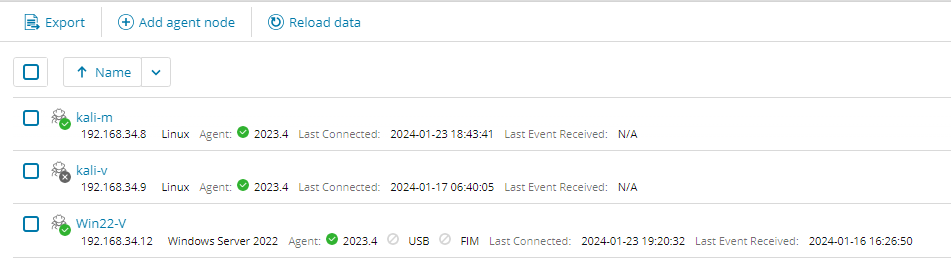 Export Add agent node Reload data
Name
kali-m
192.168.34.8 Linux Agent: 2023.4 Last Connected: 2024-01-23 18:43:41 Last Event Received: N/A
kali-v
192.168.34.9 Linux Agent: 2023.4 Last Connected: 2024-01-17 06:40:05 Last Event Received: N/A
Win22-V
192.168.34.12 Windows Server 2022 Agent: 2023.4 USB FIM Last Connected: 2024-01-23 19:20:32 Last Event Received: 2024-01-16 16:26:50